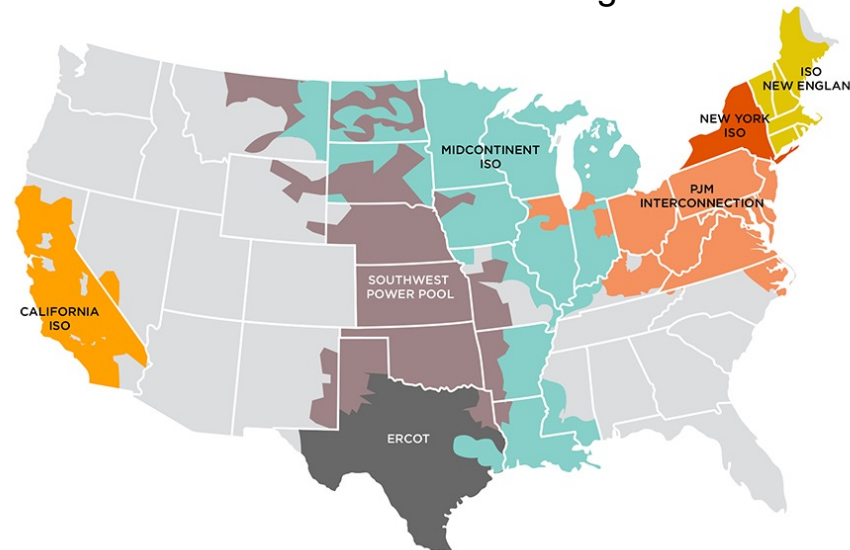 g
ISO
NEW ENGLAN
NEW YORK
ISO
MIDCONTINENT
ISO
PJM
INTERCONNECTION
SOUTHWEST
POWER POOL
CALIFORNIA
ISO
ERCOT